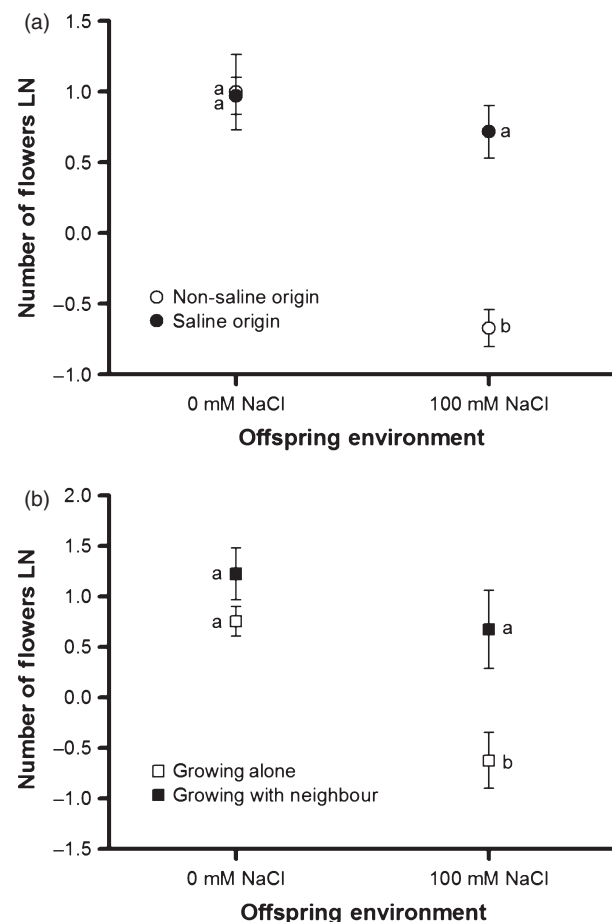 (a)
1.5
1.0
0.5
0.0
−0.5
−1.0
Number of flowers LN
a
a
a
b
Non-saline origin
Saline origin
0 mM NaCl
100 mM NaCl
Offspring environment
(b)
2.0
1.5
1.0
0.5
0.0
−0.5
−1.0
−1.5
Number of flowers LN
a
a
a
b
Growing alone
Growing with neighbour
0 mM NaCl
100 mM NaCl
Offspring environment